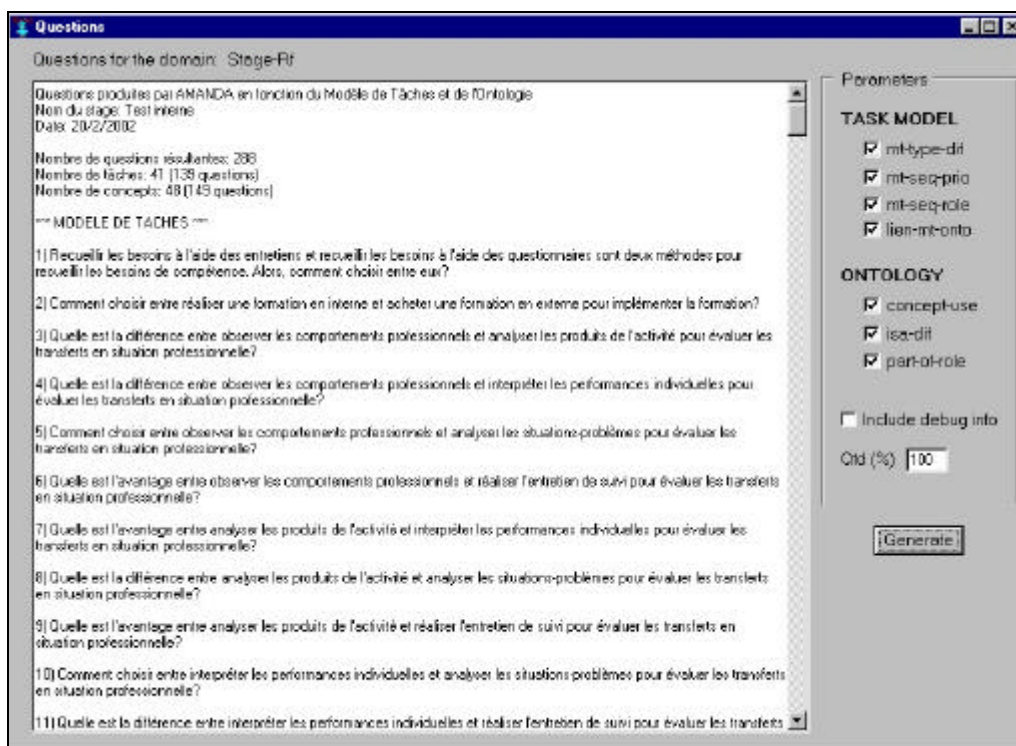 Questions
Questions for the domain: Stage-Rf
Questions produites par AMANDA en fonction du Modèle de Tâches et de l'Ontologie
Nom du stage: Test interne
Date: 20/2/2002
Nombre de questions résultantes: 288
Nombre de tâches: 41 (139 questions)
Nombre de concepts: 48 (149 questions)
*** MODELE DE TACHES ***
1) Recueillir les besoins à l'aide des entretiens et recueillir les besoins à l'aide des questionnaires sont deux méthodes pour
recueillir les besoins de compétence. Alors, comment choisir entre eux?
2) Comment choisir entre réaliser une formation en interne et acheter une formation en externe pour implémenter la formation?
3) Quelle est la différence entre observer les comportements professionnels et analyser les produits de l'activité pour évaluer les
transferts en situation professionnelle?
4) Quelle est la différence entre observer les comportements professionnels et interpréter les performances individuelles pour
évaluer les transferts en situation professionnelle?
5) Comment choisir entre observer les comportements professionnels et analyser les situations-problèmes pour évaluer les
transferts en situation professionnelle?
6) Quelle est l'avantage entre observer les comportements professionnels et réaliser l'entretien de suivi pour évaluer les transferts
en situation professionnelle?
7) Quelle est l'avantage entre analyser les produits de l'activité et interpréter les performances individuelles pour évaluer les
transferts en situation professionnelle?
8) Quelle est la différence entre analyser les produits de l'activité et analyser les situations-problèmes pour évaluer les transferts
en situation professionnelle?
9) Quelle est l'avantage entre analyser les produits de l'activité et réaliser l'entretien de suivi pour évaluer les transferts en
situation professionnelle?
10) Comment choisir entre interpréter les performances individuelles et analyser les situations-problèmes pour évaluer les transferts
en situation professionnelle?
11) Quelle est la différence entre interpréter les performances individuelles et réaliser l'entretien de suivi pour évaluer les transferts
Parameters
TASK MODEL
mt-type-dif
mt-seq-prio
mt-seq-role
lien-mt-onto
ONTOLOGY
concept-use
isa-dif
part-of-role
Include debug info
Qtd (%) 100
Generate